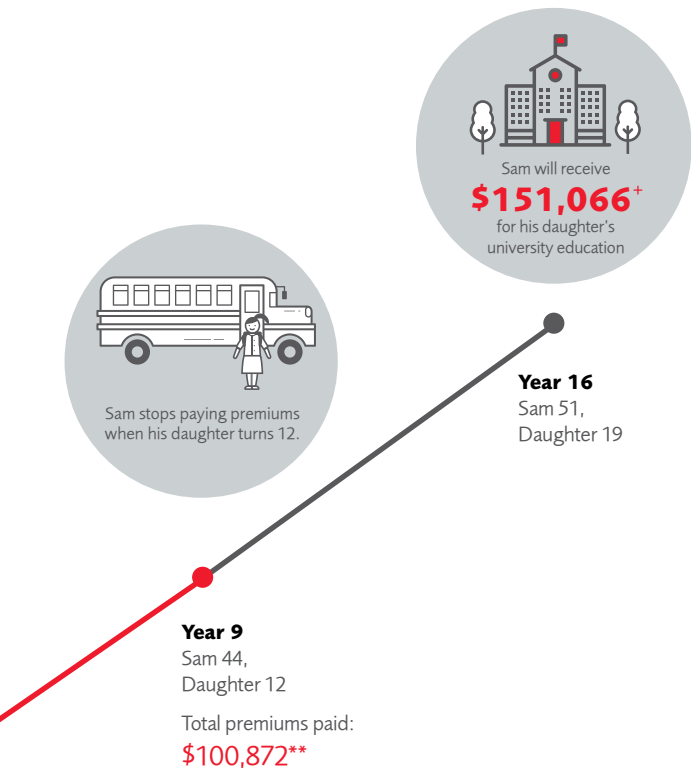 Sam will receive
$151,066+
for his daughter's
university education
Sam stops paying premiums
when his daughter turns 12.
Year 16
Sam 51,
Daughter 19
Year 9
Sam 44,
Daughter 12
Total premiums paid:
$100,872**